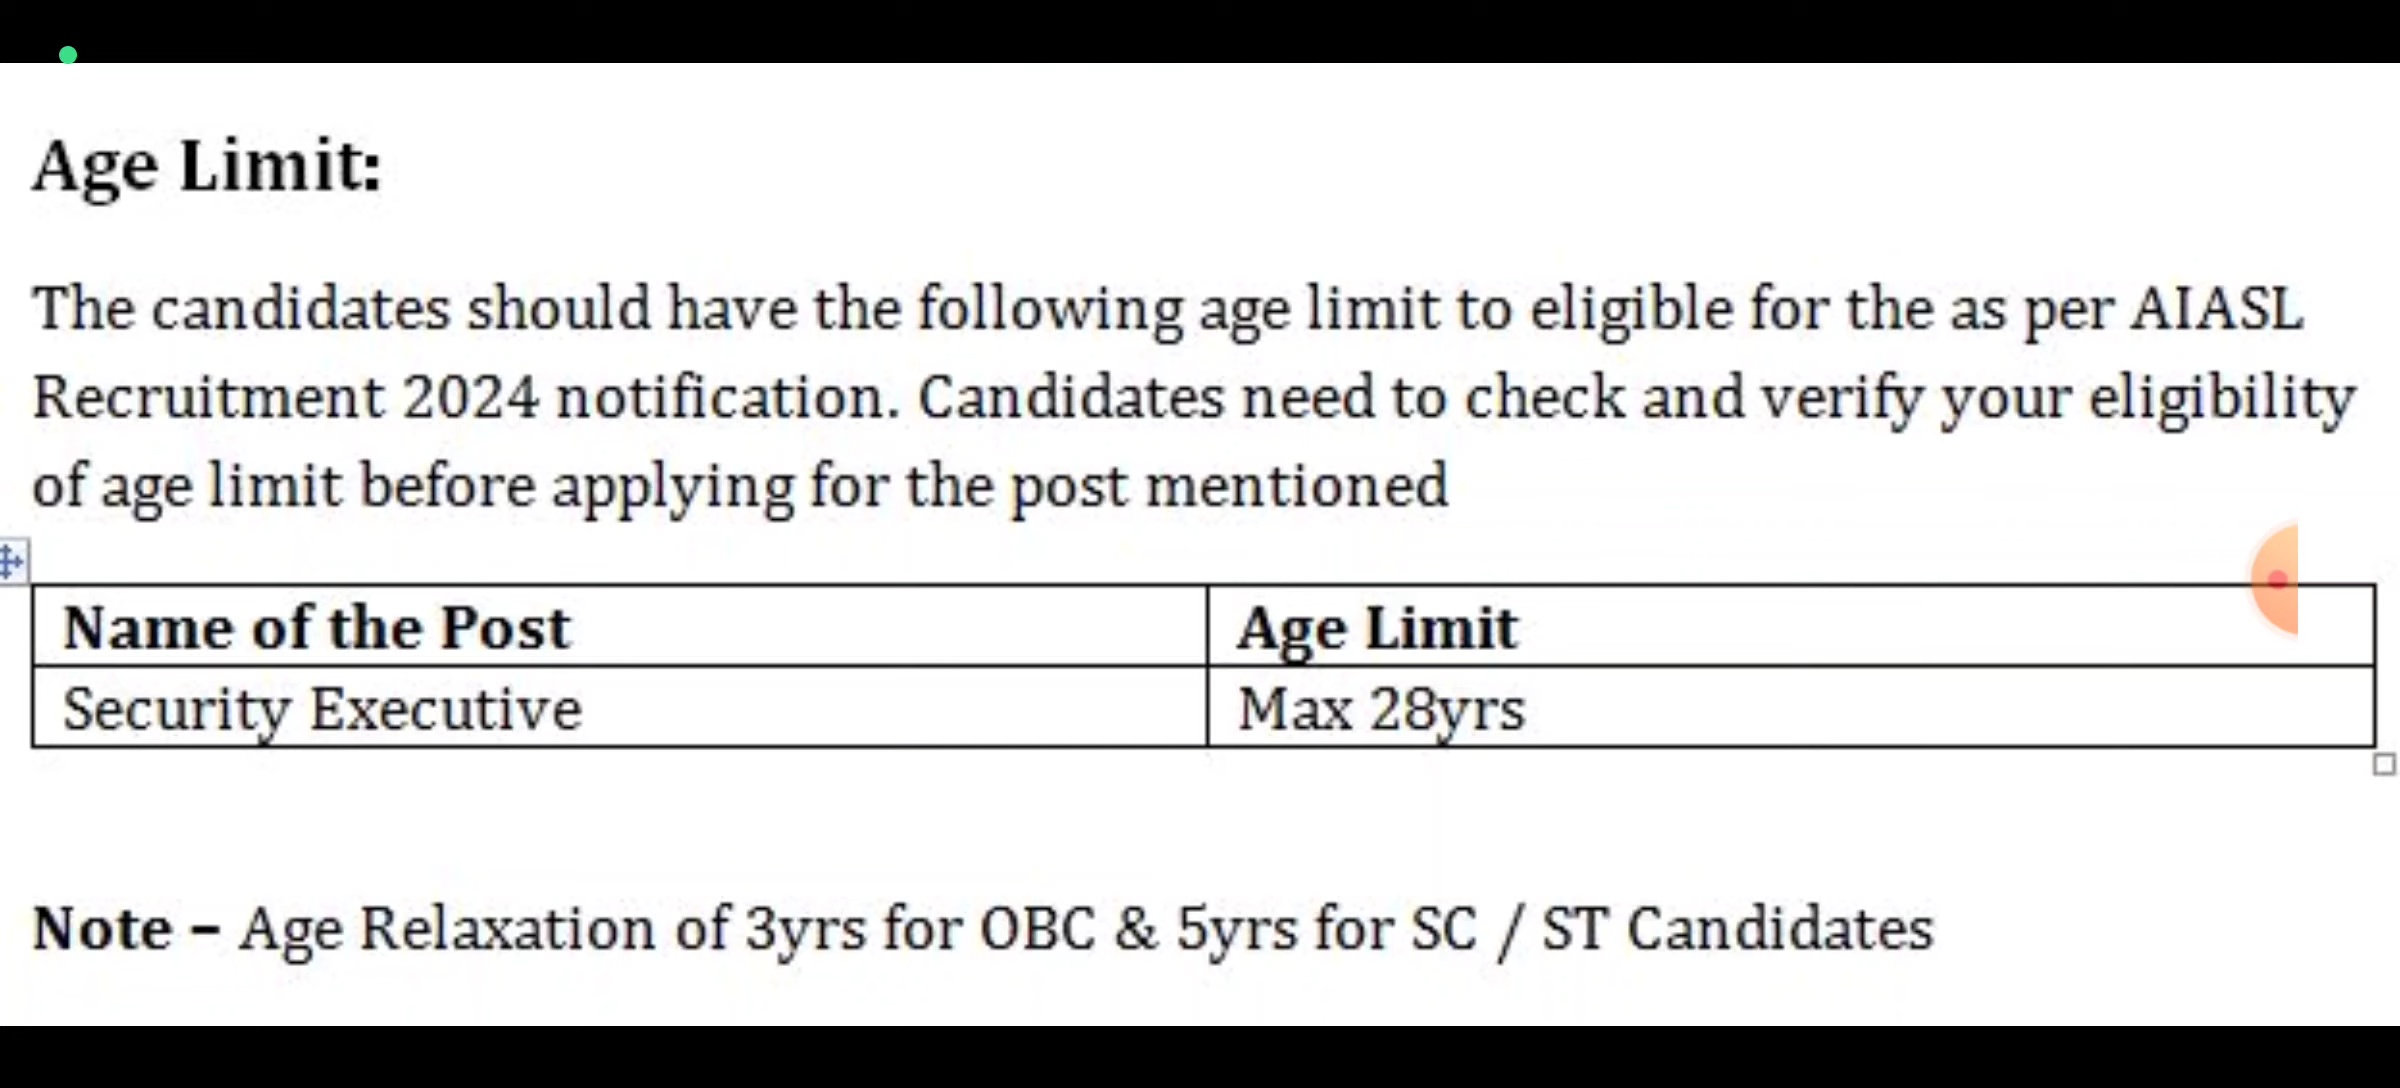 Age Limit:
The candidates should have the following age limit to eligible for the as per AIASL
Recruitment 2024 notification. Candidates need to check and verify your eligibility
of age limit before applying for the post mentioned
Name of the Post Age Limit
Security Executive Max 28yrs
Note – Age Relaxation of 3yrs for OBC & 5yrs for SC / ST Candidates